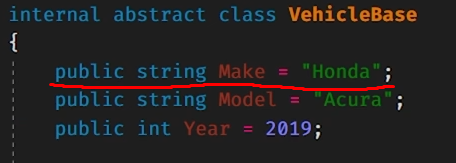 internal abstract class VehicleBase
{
public string Make = "Honda";
public string Model = "Acura";
public int Year = 2019;